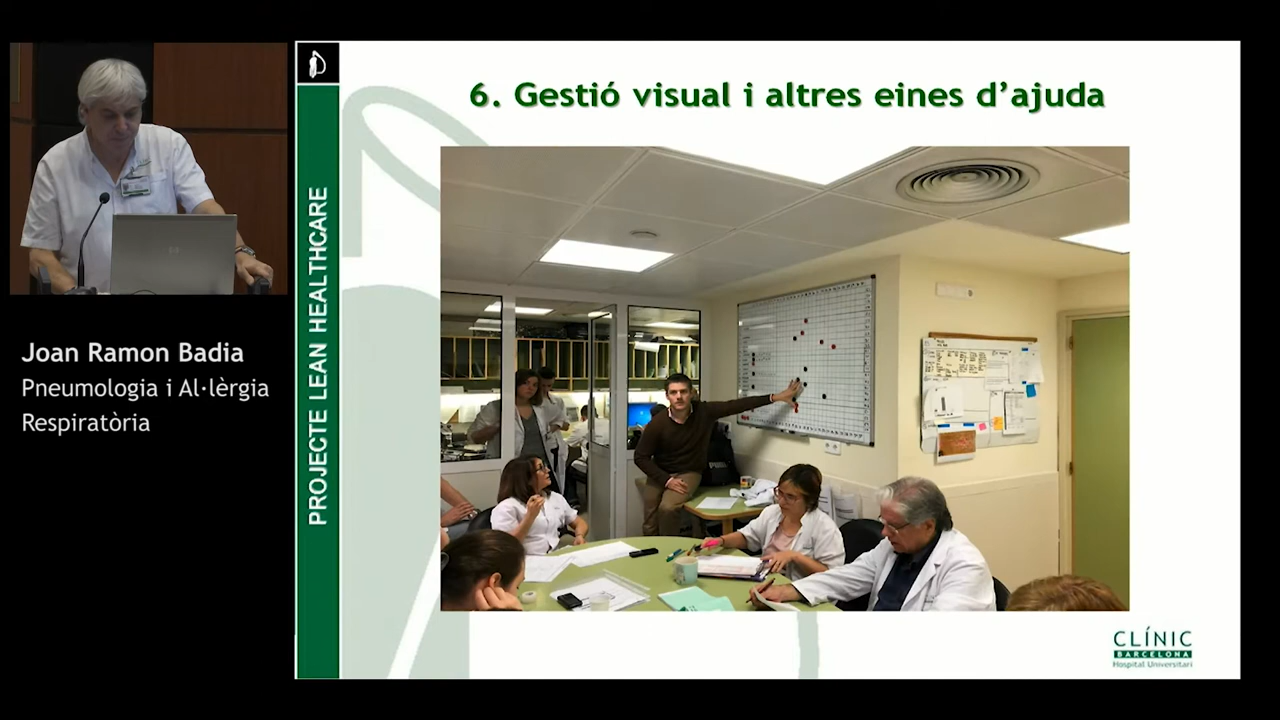 6. Gestió visual i altres eines d'ajuda
PROJECTE LEAN HEALTHCARE
Joan Ramon Badia
Pneumologia i Al·lèrgia
Respiratòria
CLÍNIC
BARCELONA
Hospital Universitari